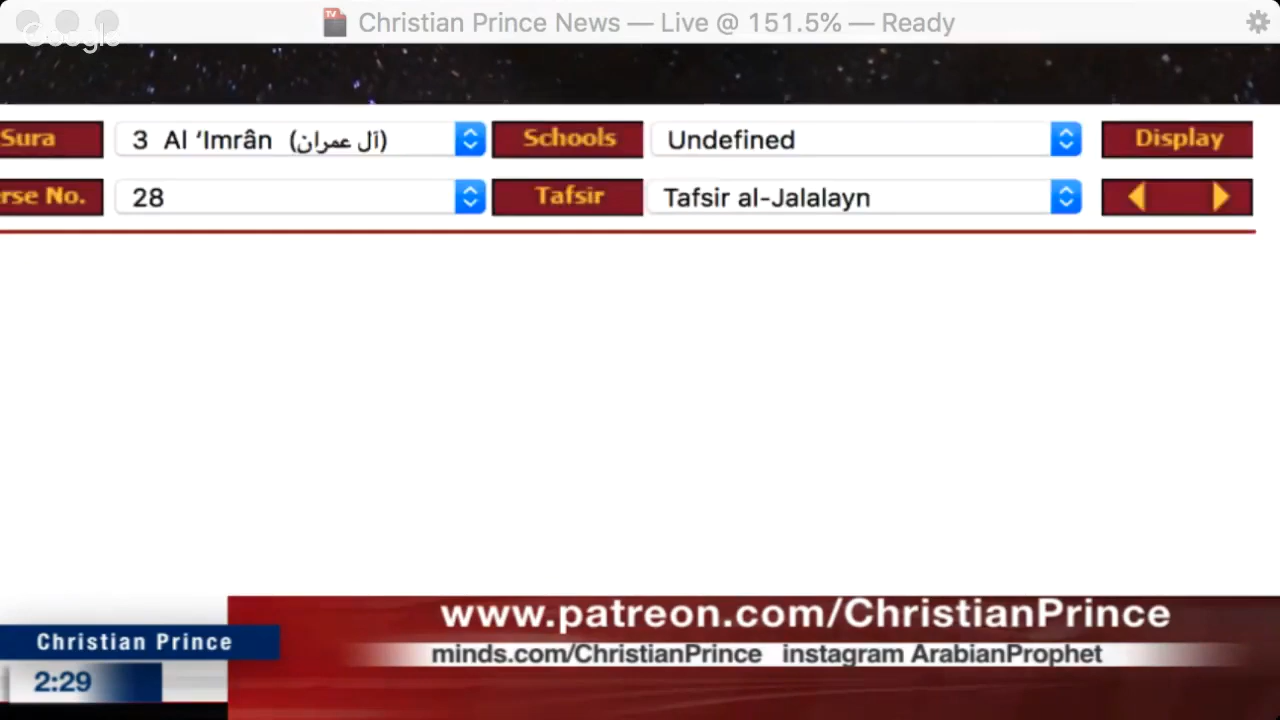 Christian Prince News — Live @ 151.5% — Ready
Google
Sura 3 Al ‘Imrân (آل عمران) Schools Undefined Display
rse No. 28 Tafsir Tafsir al-Jalalayn
www.patreon.com/ChristianPrince
Christian Prince
minds.com/ChristianPrince instagram ArabianProphet
2:29